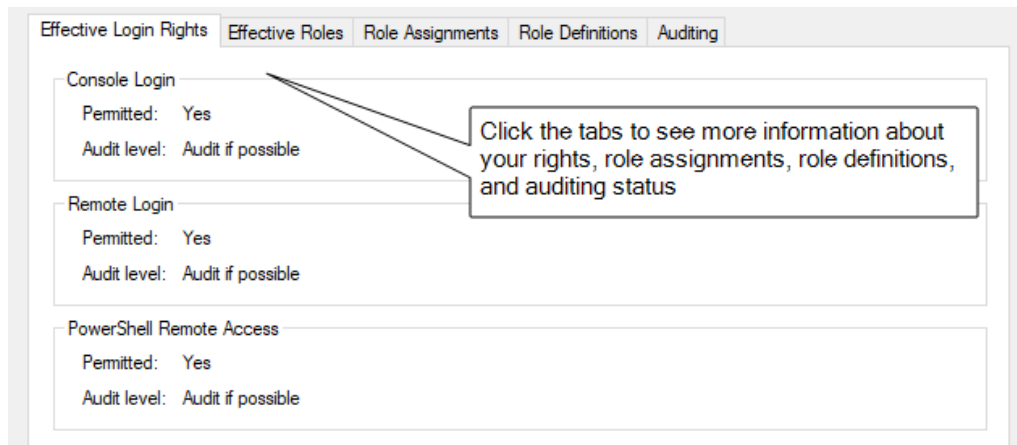 Effective Login Rights Effective Roles Role Assignments Role Definitions Auditing
Console Login
Permitted: Yes
Audit level: Audit if possible
Click the tabs to see more information about
your rights, role assignments, role definitions,
and auditing status
Remote Login
Permitted: Yes
Audit level: Audit if possible
PowerShell Remote Access
Permitted: Yes
Audit level: Audit if possible